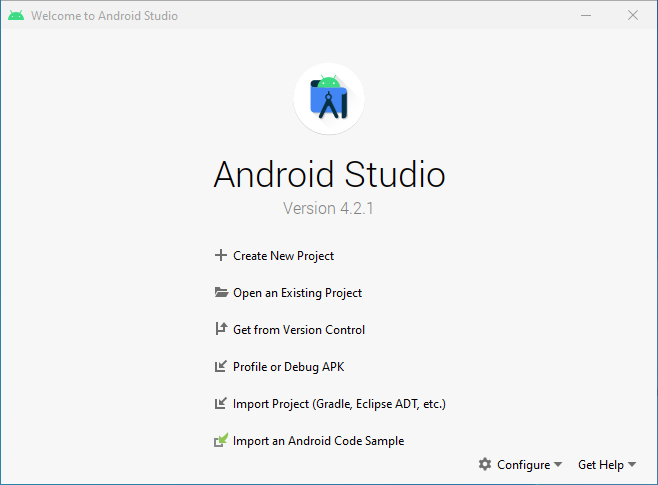 Welcome to Android Studio
Android Studio
Version 4.2.1
Create New Project
Open an Existing Project
Get from Version Control
Profile or Debug APK
Import Project (Gradle, Eclipse ADT, etc.)
Import an Android Code Sample
Configure Get Help